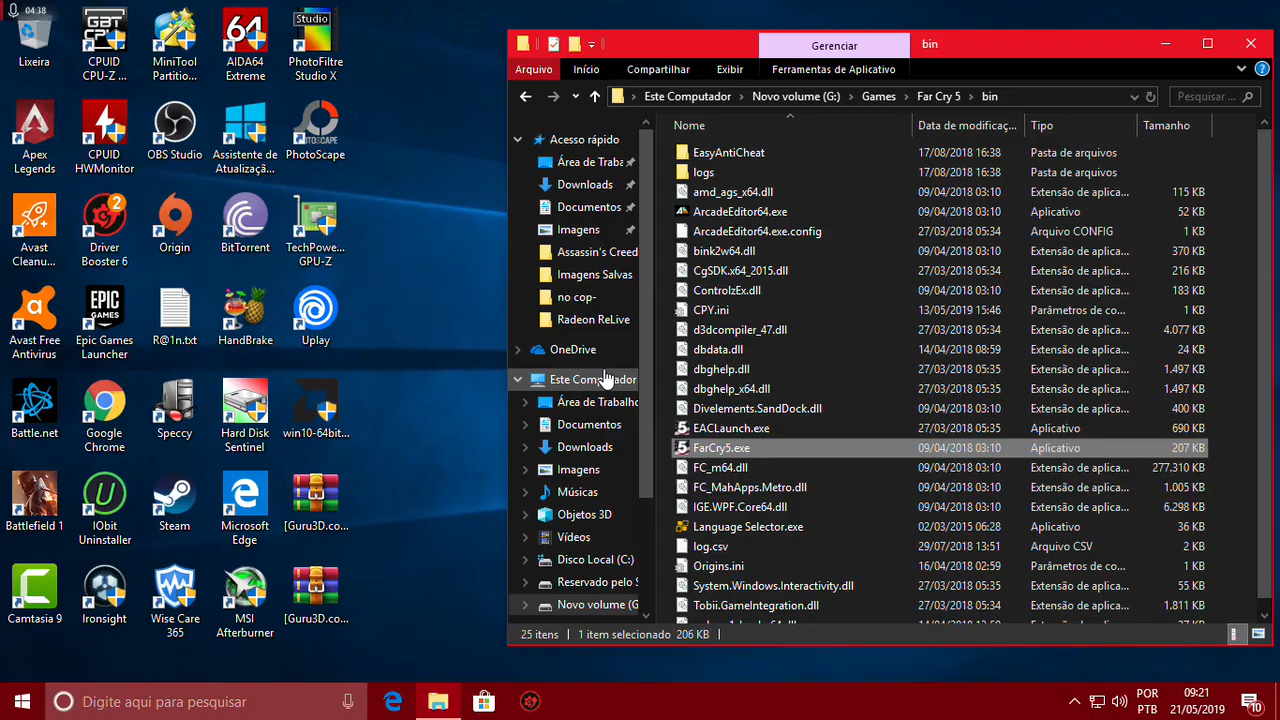 04:38
Lixeira
CPUID
CPU-Z ...
MiniTool
Partitio...
64
AIDA64
Extreme
Studio
PhotoFiltre
Studio X
Apex
Legends
CPUID
HWMonitor
OBS Studio
Assistente de
Atualizaçã...
PHOTOSCAPE
PhotoScape
Avast
Cleanu...
2
Driver
Booster 6
Origin
BitTorrent
TechPowe...
GPU-Z
Avast Free
Antivirus
EPIC
GAMES
Epic Games
Launcher
R@1n.txt
HandBrake
Uplay
Battle.net
Google
Chrome
Speccy
Hard Disk
Sentinel
win10-64bit...
Battlefield 1
IObit
Uninstaller
Steam
Microsoft
Edge
[Guru3D.co...
Camtasia 9
Ironsight
Wise Care
365
MSI
Afterburner
[Guru3D.co...
Gerenciar
bin
Arquivo
Início
Compartilhar
Exibir
Ferramentas de Aplicativo
Este Computador > Novo volume (G:) > Games > Far Cry 5 > bin
Pesquisar ...
Acesso rápido
Área de Traba
Downloads
Documentos
Imagens
Assassin's Creed
Imagens Salvas
no cop-
Radeon ReLive
OneDrive
Este Computador
Área de Trabalho
Documentos
Downloads
Imagens
Músicas
Objetos 3D
Vídeos
Disco Local (C:)
Reservado pelo S
Novo volume (G
Nome Data de modificaç... Tipo Tamanho
EasyAntiCheat 17/08/2018 16:38 Pasta de arquivos
logs 17/08/2018 16:38 Pasta de arquivos
amd_ags_x64.dll 09/04/2018 03:10 Extensão de aplica... 115 KB
ArcadeEditor64.exe 09/04/2018 03:10 Aplicativo 52 KB
ArcadeEditor64.exe.config 27/03/2018 05:34 Arquivo CONFIG 1 KB
bink2w64.dll 09/04/2018 03:10 Extensão de aplica... 370 KB
CgSDK.x64_2015.dll 27/03/2018 05:34 Extensão de aplica... 216 KB
ControlzEx.dll 09/04/2018 03:10 Extensão de aplica... 183 KB
CPY.ini 13/05/2019 15:46 Parâmetros de co... 1 KB
d3dcompiler_47.dll 27/03/2018 05:34 Extensão de aplica... 4.077 KB
dbdata.dll 14/04/2018 08:59 Extensão de aplica... 24 KB
dbghelp.dll 27/03/2018 05:35 Extensão de aplica... 1.497 KB
dbghelp_x64.dll 27/03/2018 05:34 Extensão de aplica... 1.497 KB
Divelements.SandDock.dll 09/04/2018 03:10 Extensão de aplica... 400 KB
EACLaunch.exe 27/03/2018 05:35 Aplicativo 690 KB
FarCry5.exe 09/04/2018 03:10 Aplicativo 207 KB
FC_m64.dll 09/04/2018 03:10 Extensão de aplica... 277.310 KB
FC_MahApps.Metro.dll 09/04/2018 03:10 Extensão de aplica... 1.005 KB
IGE.WPF.Core64.dll 09/04/2018 03:10 Extensão de aplica... 6.298 KB
Language Selector.exe 02/03/2015 06:28 Aplicativo 36 KB
log.csv 29/07/2018 13:51 Arquivo CSV 2 KB
Origins.ini 16/04/2018 09:06 Parâmetros de co... 1 KB
System.Windows.Interactivity.dll 27/03/2018 05:34 Extensão de aplica... 55 KB
Tobii.GameIntegration.dll 27/03/2018 05:34 Extensão de aplica... 1.811 KB
25 itens 1 item selecionado 206 KB
Digite aqui para pesquisar
POR
PTB
09:21
21/05/2019
10